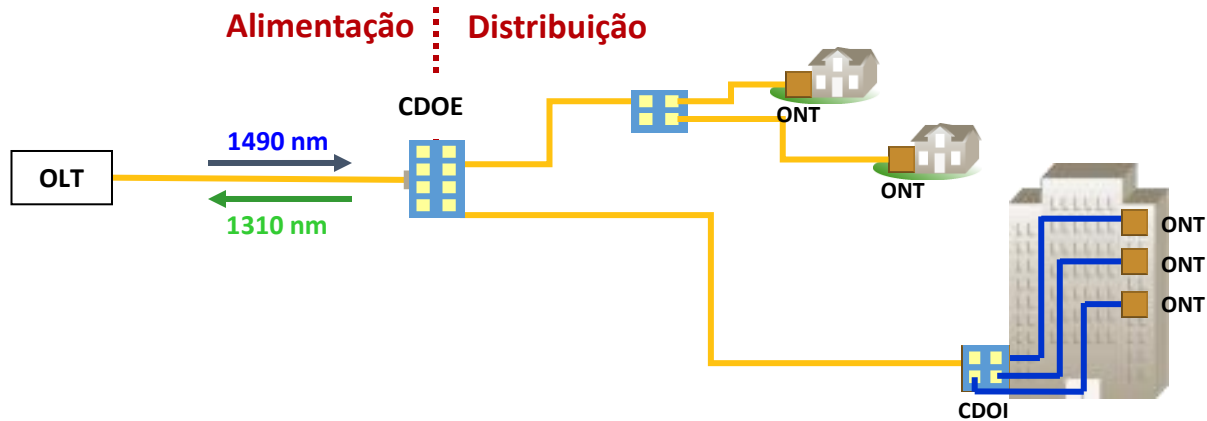 Alimentação
Distribuição
CDOE
1490 nm
OLT
1310 nm
ONT
ONT
ONT
ONT
ONT
CDOI